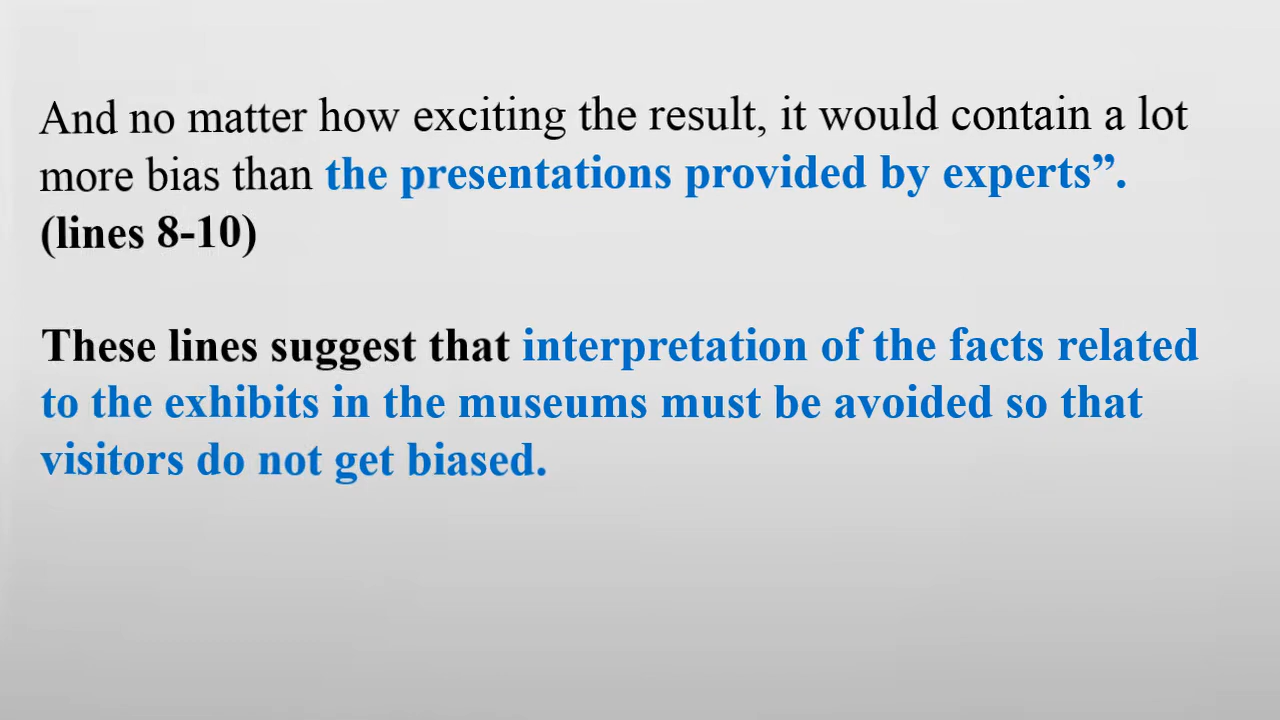 And no matter how exciting the result, it would contain a lot
more bias than the presentations provided by experts”.
(lines 8-10)
These lines suggest that interpretation of the facts related
to the exhibits in the museums must be avoided so that
visitors do not get biased.